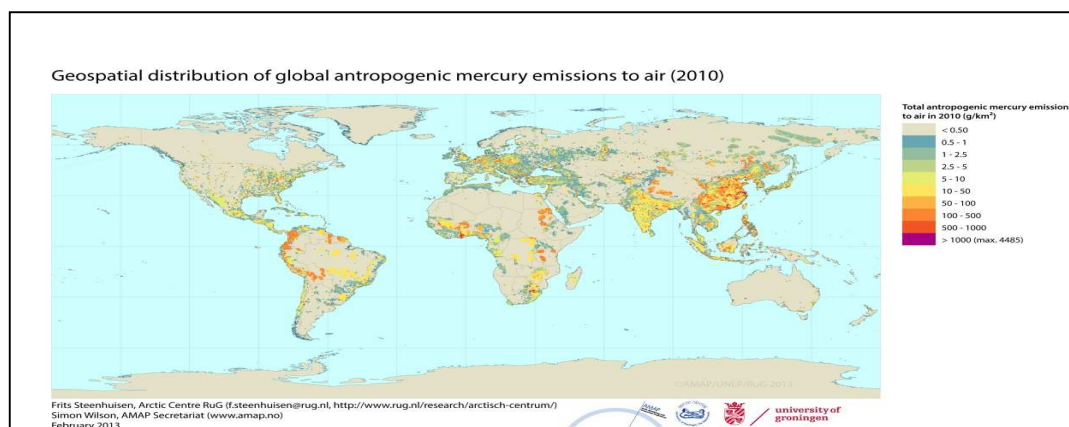 Geospatial distribution of global antropogenic mercury emissions to air (2010)
Total antropogenic mercury emission
to air in 2010 (g/km²)
< 0.50
0.5 - 1
1 - 2.5
2.5 - 5
5 - 10
10 - 50
50 - 100
100 - 500
500 - 1000
> 1000 (max. 4485)
©AMAP/UNEP/RUG 2013
Frits Steenhuisen, Arctic Centre RuG (f.steenhuisen@rug.nl, http://www.rug.nl/research/arctisch-centrum/)
Simon Wilson, AMAP Secretariat (www.amap.no)
February 2013
AMAP
university of
groningen